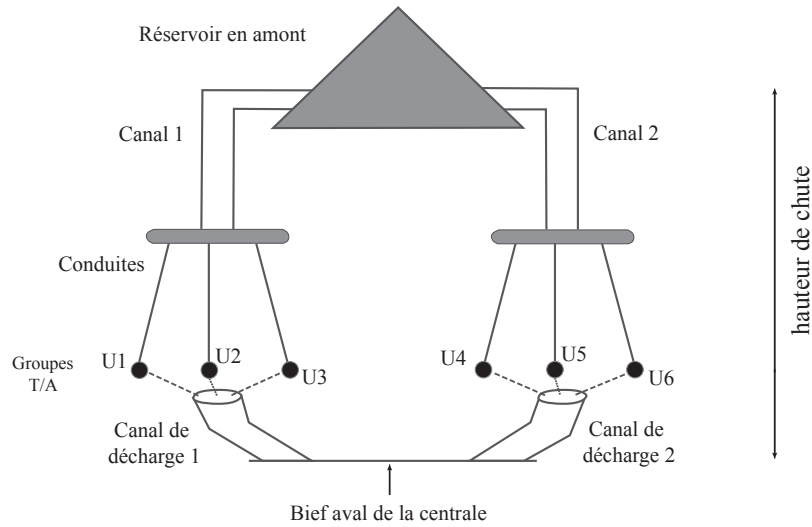 Réservoir en amont
Canal 1
Canal 2
hauteur de chute
Conduites
Groupes
T/A
U1
U2
U3
U4
U5
U6
Canal de
décharge 1
Canal de
décharge 2
Bief aval de la centrale